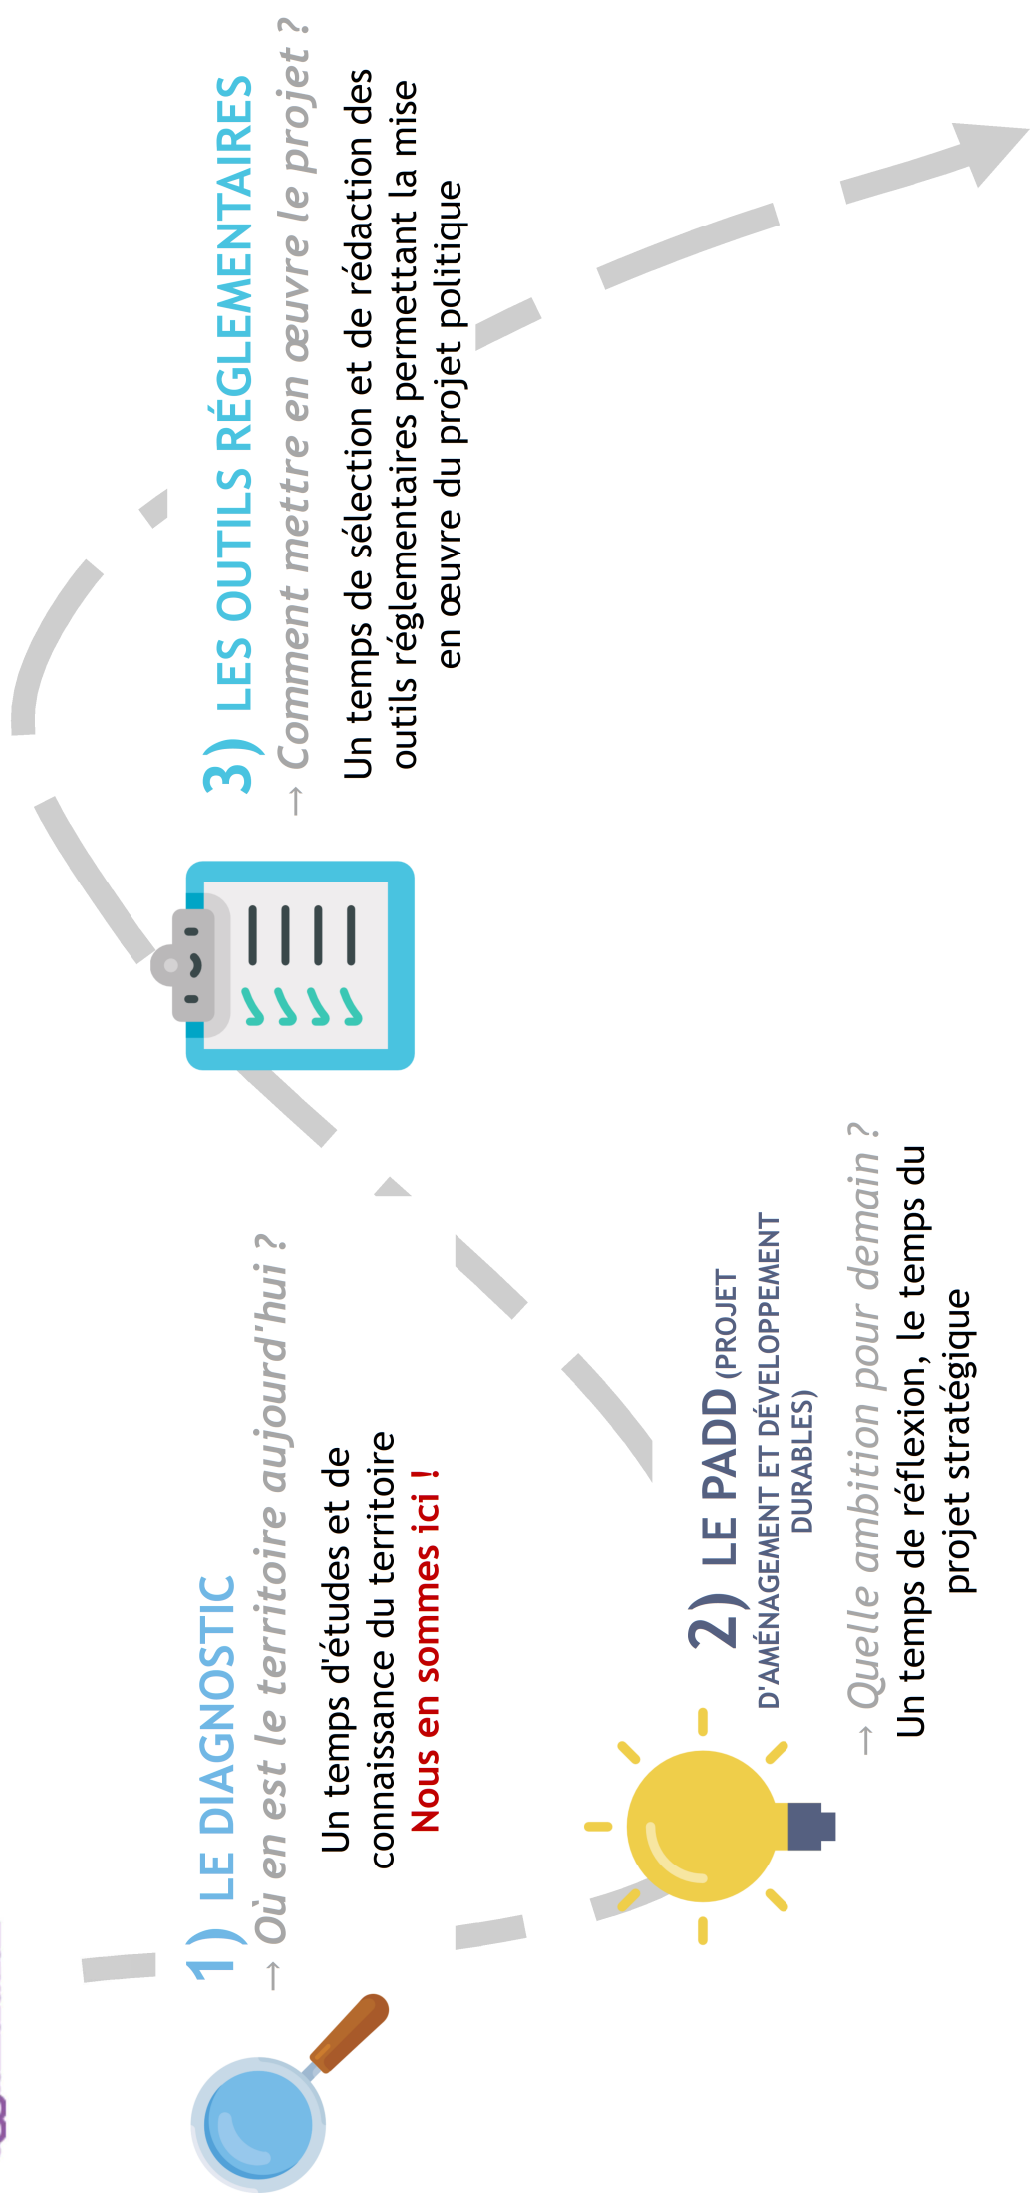 1) LE DIAGNOSTIC
→ Où en est le territoire aujourd'hui ?
Un temps d'études et de
connaissance du territoire
Nous en sommes ici !
2) LE PADD (PROJET
D'AMÉNAGEMENT ET DÉVELOPPEMENT
DURABLES)
→ Quelle ambition pour demain ?
Un temps de réflexion, le temps du
projet stratégique
3) LES OUTILS RÉGLEMENTAIRES
→ Comment mettre en œuvre le projet ?
Un temps de sélection et de rédaction des
outils réglementaires permettant la mise
en œuvre du projet politique